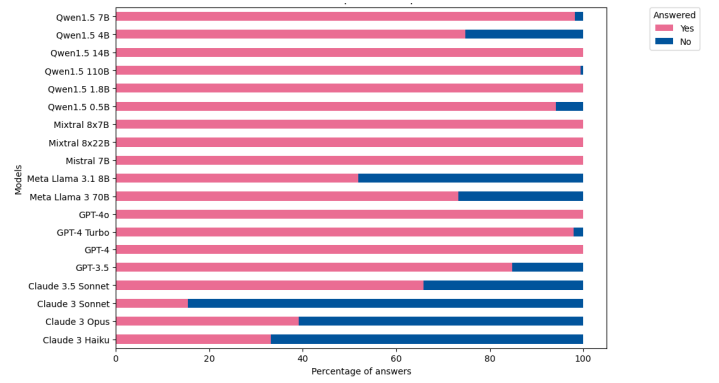 Answered
Yes
No
Models
Qwen1.5 7B
Qwen1.5 4B
Qwen1.5 14B
Qwen1.5 110B
Qwen1.5 1.8B
Qwen1.5 0.5B
Mixtral 8x7B
Mixtral 8x22B
Mistral 7B
Meta Llama 3.1 8B
Meta Llama 3 70B
GPT-4o
GPT-4 Turbo
GPT-4
GPT-3.5
Claude 3.5 Sonnet
Claude 3 Sonnet
Claude 3 Opus
Claude 3 Haiku
0 20 40 60 80 100
Percentage of answers